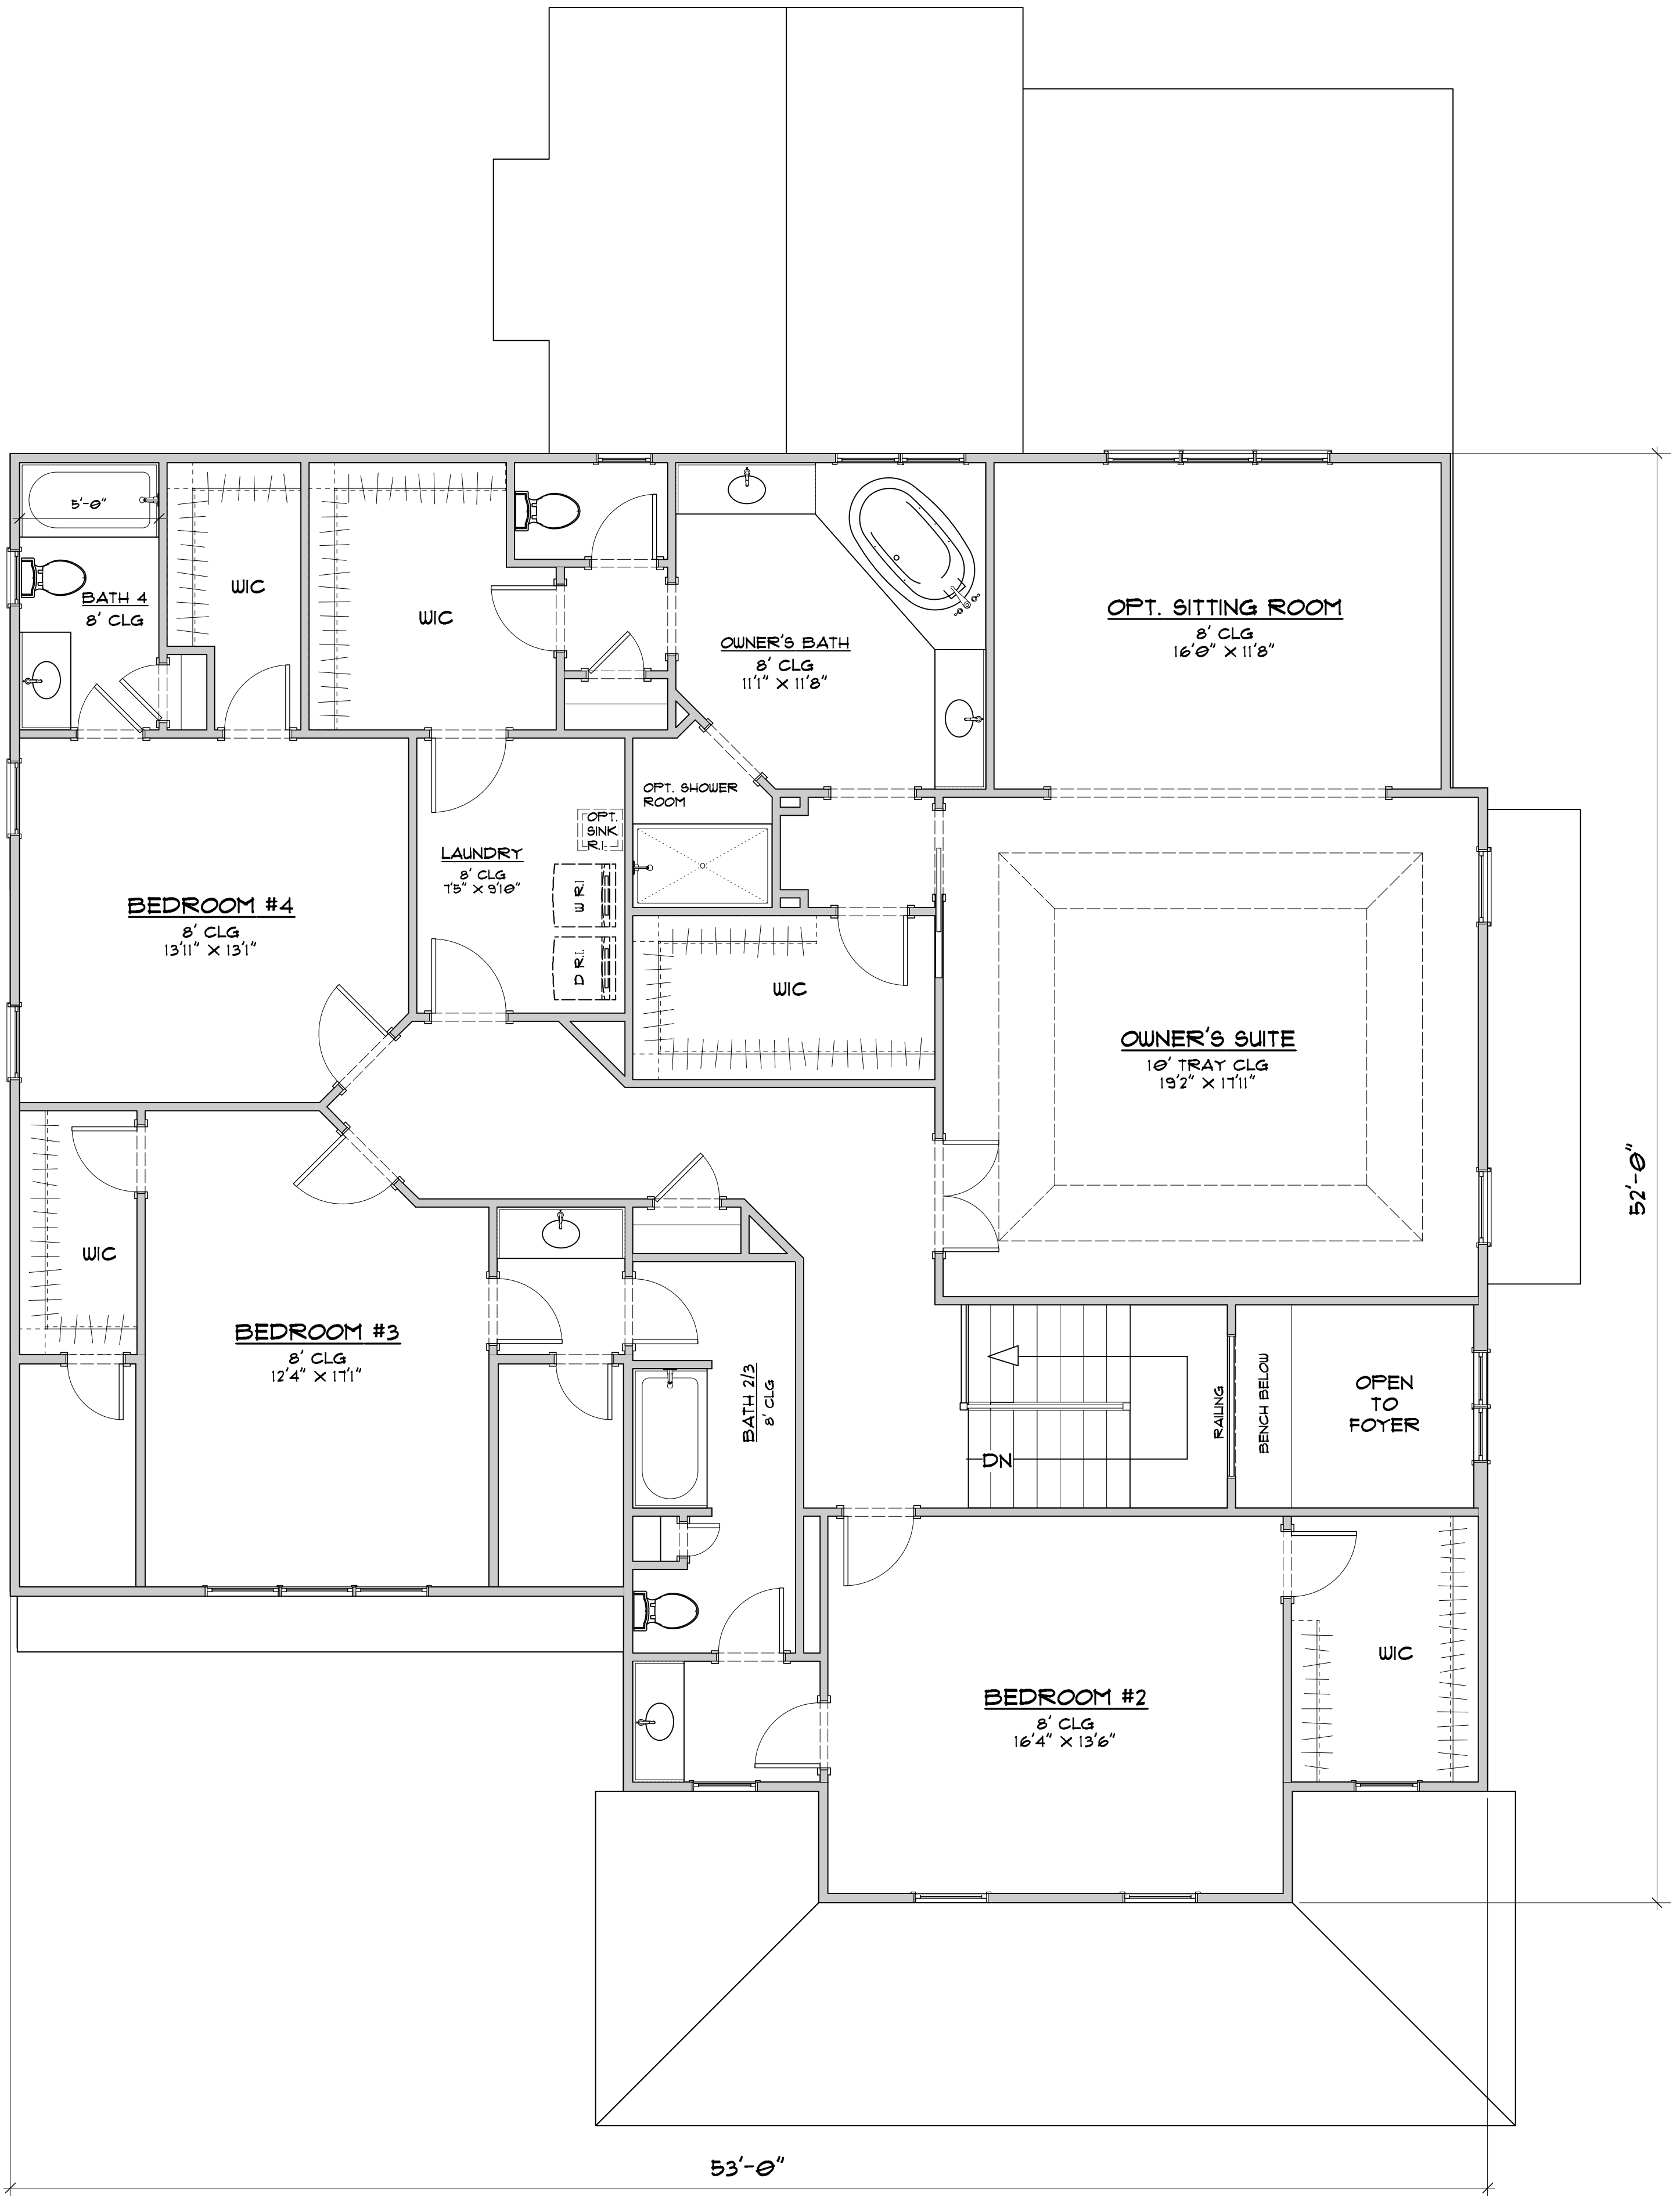 5'-0"
BATH 4
8' CLG
WIC
WIC
OWNER'S BATH
8' CLG
11'1" X 11'8"
OPT. SITTING ROOM
8' CLG
16'0" X 11'8"
OPT. SHOWER
ROOM
OPT.
SINK
R.I.
LAUNDRY
8' CLG
7'5" X 9'10"
W R.I.
D R.I.
BEDROOM #4
8' CLG
13'11" X 13'1"
WIC
OWNER'S SUITE
10' TRAY CLG
19'2" X 17'11"
52'-0"
WIC
BEDROOM #3
8' CLG
12'4" X 17'1"
BATH 2/3
8' CLG
DN
RAILING
BENCH BELOW
OPEN
TO
FOYER
BEDROOM #2
8' CLG
16'4" X 13'6"
WIC
53'-0"